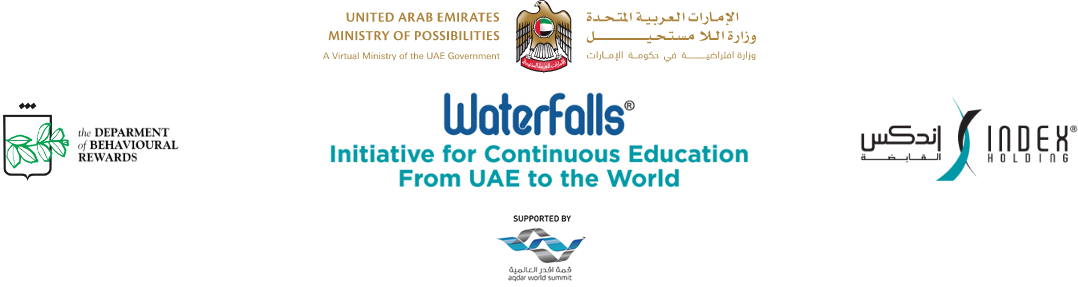 UNITED ARAB EMIRATES
MINISTRY OF POSSIBILITIES
A Virtual Ministry of the UAE Government
الإمارات العربية المتحدة
وزارة اللا مستحيل
وزارة افتراضية في حكومة الإمارات
the DEPARMENT
of BEHAVIOURAL
REWARDS
Waterfalls®
Initiative for Continuous Education
From UAE to the World
إندكس
القابضة
INDEX®
HOLDING
SUPPORTED BY
قمة اقدر العالمية
aqdar world summit